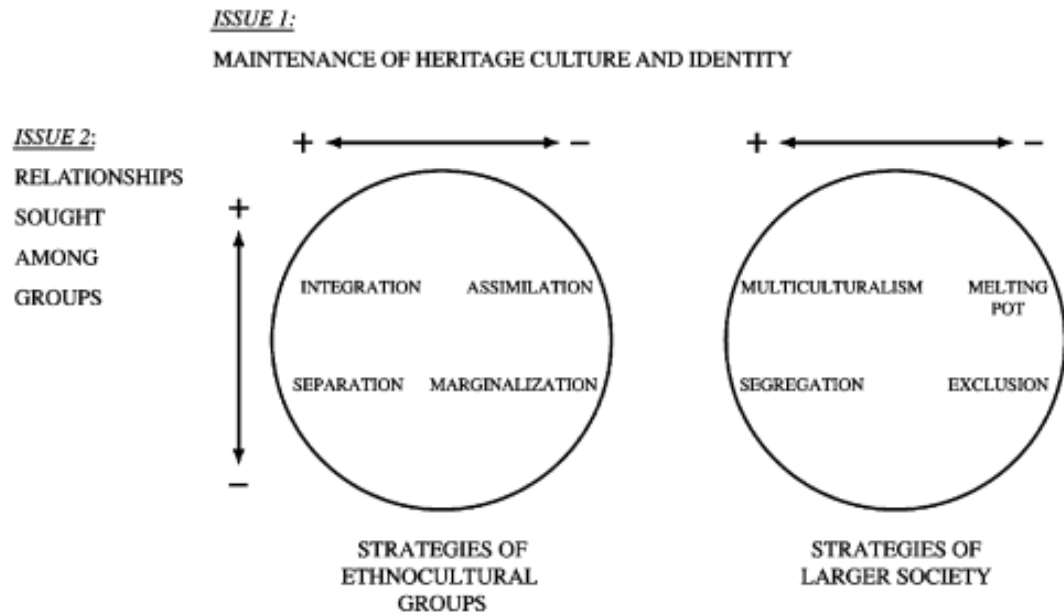 ISSUE 1:
MAINTENANCE OF HERITAGE CULTURE AND IDENTITY
ISSUE 2:
RELATIONSHIPS
SOUGHT
AMONG
GROUPS
+ −
+ −
+
−
INTEGRATION ASSIMILATION
SEPARATION MARGINALIZATION
STRATEGIES OF
ETHNOCULTURAL
GROUPS
MULTICULTURALISM MELTING
POT
SEGREGATION EXCLUSION
STRATEGIES OF
LARGER SOCIETY